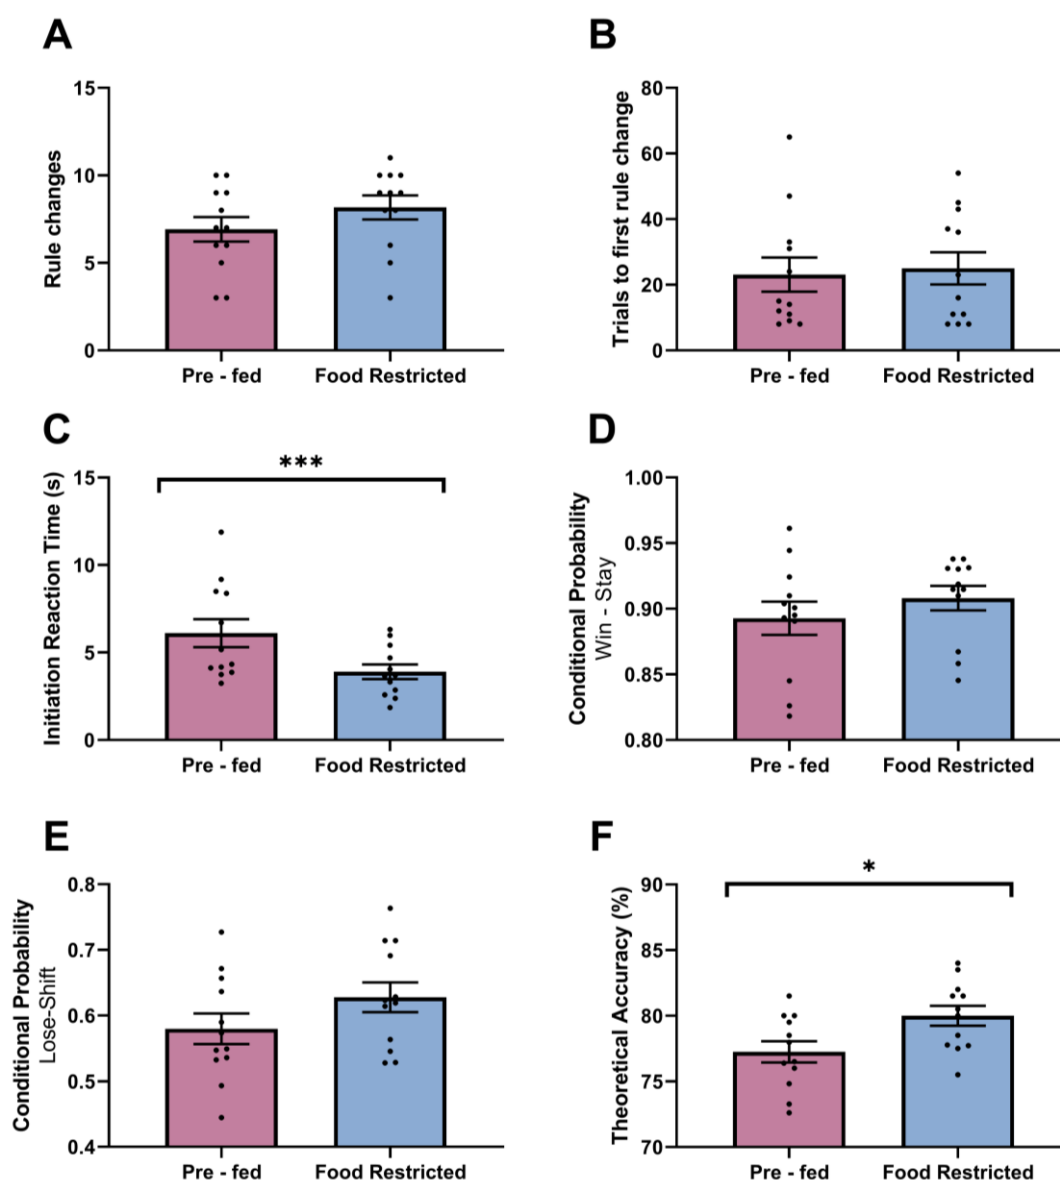 A
Rule changes
15
10
5
0
Pre - fed
Food Restricted
B
Trials to first rule change
80
60
40
20
0
Pre - fed
Food Restricted
C
Initiation Reaction Time (s)
***
15
10
5
0
Pre - fed
Food Restricted
D
Conditional Probability
Win - Stay
1.00
0.95
0.90
0.85
0.80
Pre - fed
Food Restricted
E
Conditional Probability
Lose-Shift
0.8
0.7
0.6
0.5
0.4
Pre - fed
Food Restricted
F
Theoretical Accuracy (%)
*
90
85
80
75
70
Pre - fed
Food Restricted